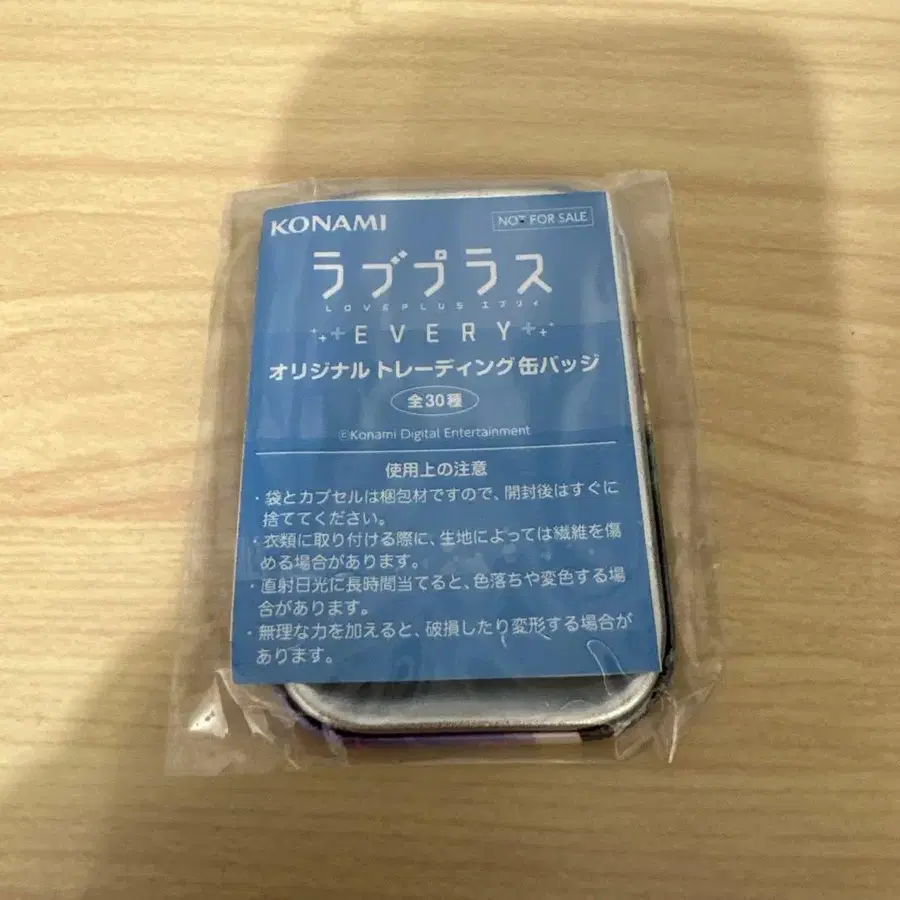 KONAMI
NOT FOR SALE
ラブプラス
LOVEPLUS エブリィ
EVERY
オリジナル トレーディング缶バッジ
全30種
©Konami Digital Entertainment
使用上の注意
・袋とカプセルは梱包材ですので、開封後はすぐに
捨ててください。
・衣類に取り付ける際に、生地によっては繊維を傷
める場合があります。
・直射日光に長時間当てると、色落ちや変色する場
合があります。
・無理な力を加えると、破損したり変形する場合が
あります。